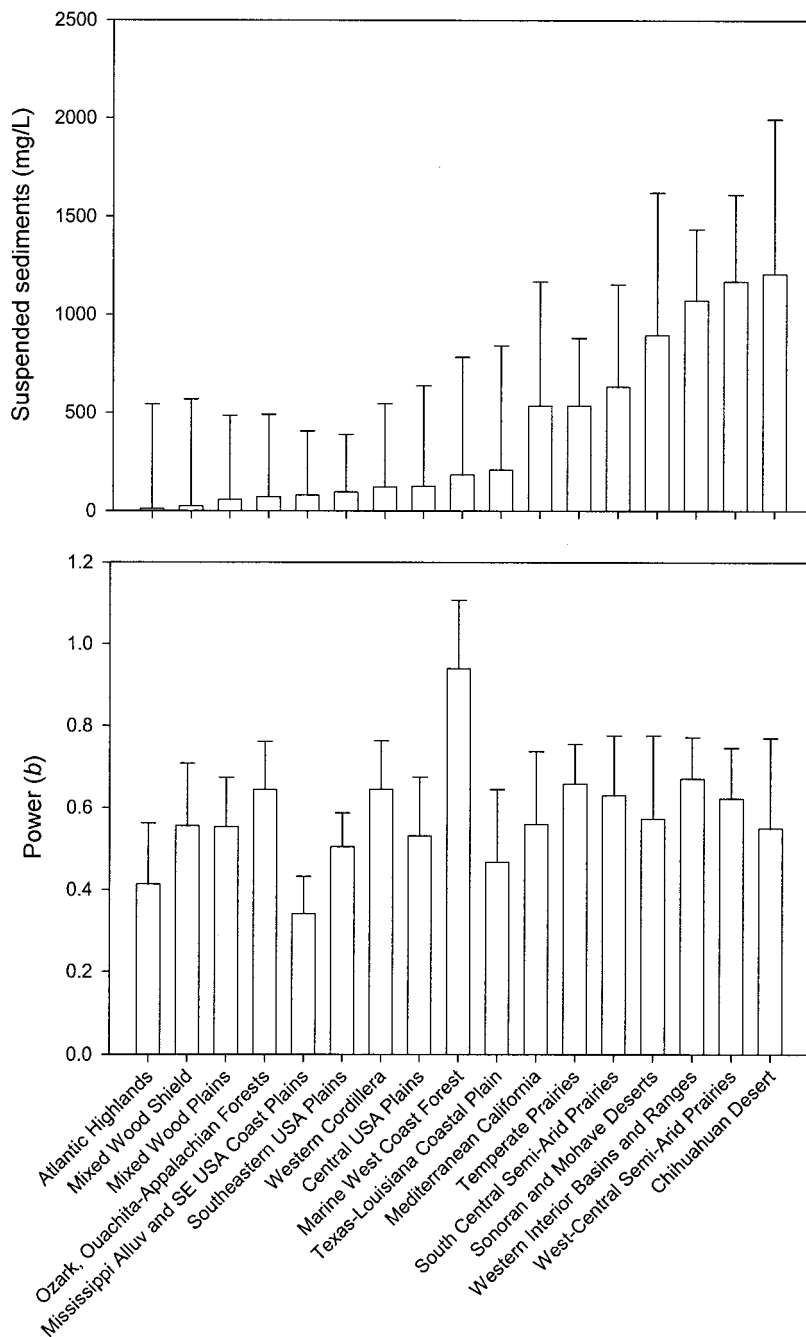 2500
2000
1500
1000
500
0
Suspended sediments (mg/L)
1.2
1.0
0.8
0.6
0.4
0.2
0.0
Power (b)
Atlantic Highlands
Mixed Wood Shield
Mixed Wood Plains
Ozark, Ouachita-Appalachian Forests
Mississippi Alluv and SE USA Coast Plains
Southeastern USA Plains
Western Cordillera
Central USA Plains
Marine West Coast Forest
Texas-Louisiana Coastal Plain
Mediterranean California
Temperate Prairies
South Central Semi-Arid Prairies
Sonoran and Mohave Deserts
Western Interior Basins and Ranges
West-Central Semi-Arid Prairies
Chihuahuan Desert